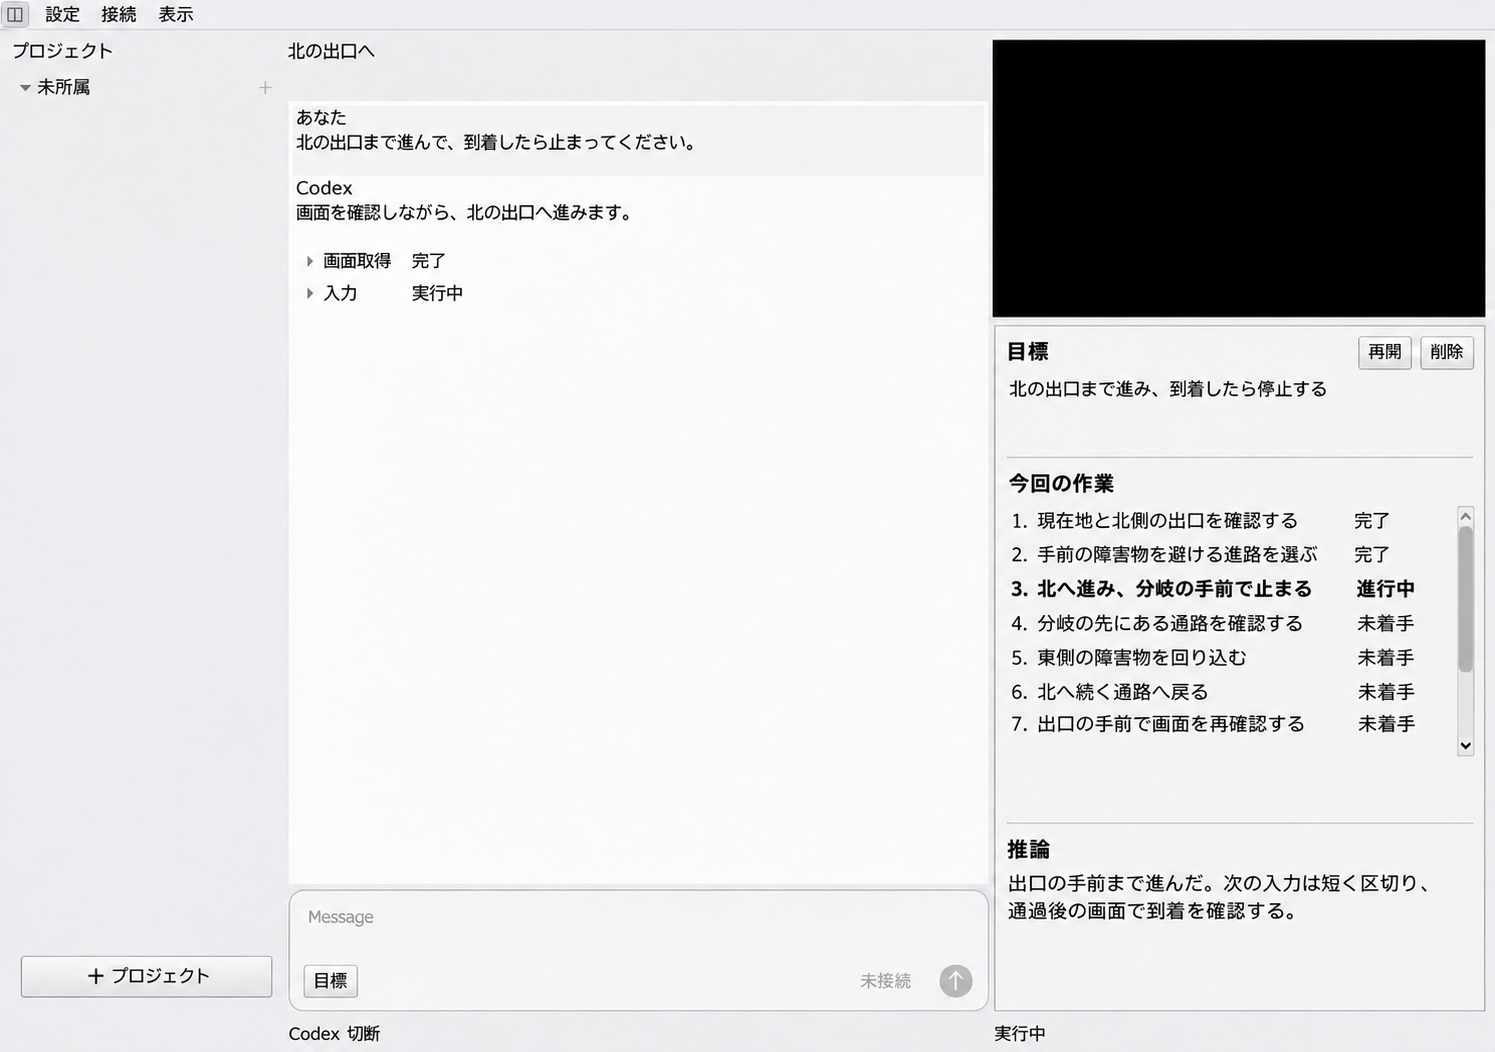 設定 接続 表示
プロジェクト
未所属 +
+ プロジェクト
北の出口へ
あなた
北の出口まで進んで、到着したら止まってください。
Codex
画面を確認しながら、北の出口へ進みます。
画面取得 完了
入力 実行中
Message
目標 未接続
Codex 切断
目標 再開 削除
北の出口まで進み、到着したら停止する
今回の作業
1. 現在地と北側の出口を確認する 完了
2. 手前の障害物を避ける進路を選ぶ 完了
3. 北へ進み、分岐の手前で止まる 進行中
4. 分岐の先にある通路を確認する 未着手
5. 東側の障害物を回り込む 未着手
6. 北へ続く通路へ戻る 未着手
7. 出口の手前で画面を再確認する 未着手
推論
出口の手前まで進んだ。次の入力は短く区切り、
通過後の画面で到着を確認する。
実行中